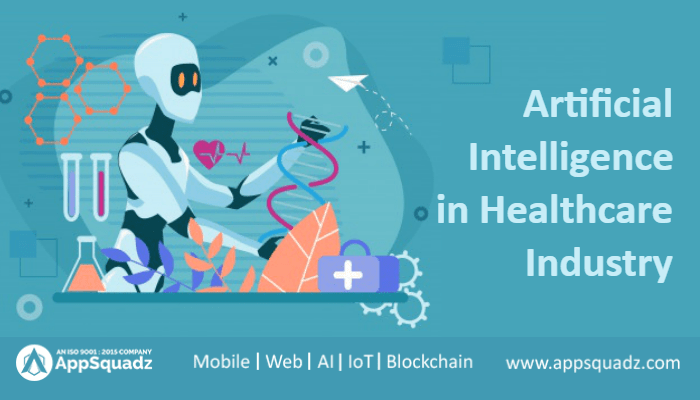 Artificial
Intelligence
in Healthcare
Industry
AN ISO 9001 : 2015 COMPANY
AppSquadz
Mobile | Web | AI | IoT | Blockchain
www.appsquadz.com